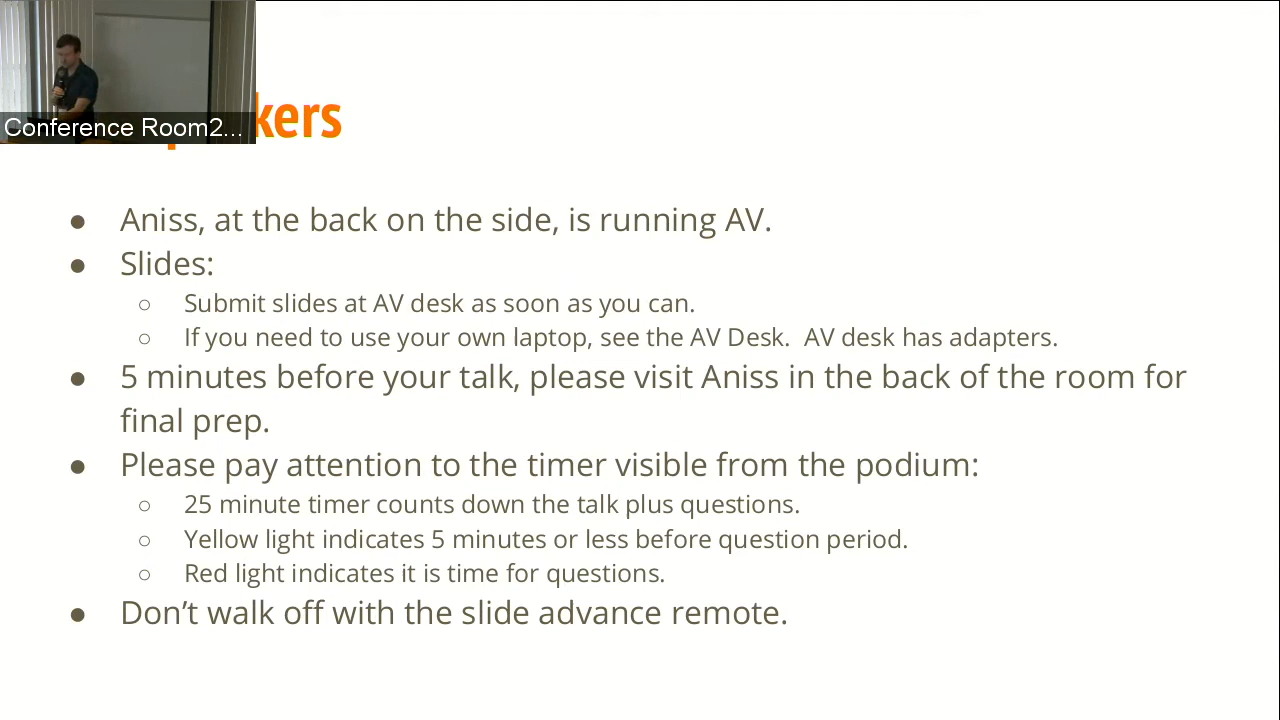 Conference Room2...
kers
Aniss, at the back on the side, is running AV.
Slides:
Submit slides at AV desk as soon as you can.
If you need to use your own laptop, see the AV Desk.  AV desk has adapters.
5 minutes before your talk, please visit Aniss in the back of the room for
final prep.
Please pay attention to the timer visible from the podium:
25 minute timer counts down the talk plus questions.
Yellow light indicates 5 minutes or less before question period.
Red light indicates it is time for questions.
Don’t walk off with the slide advance remote.